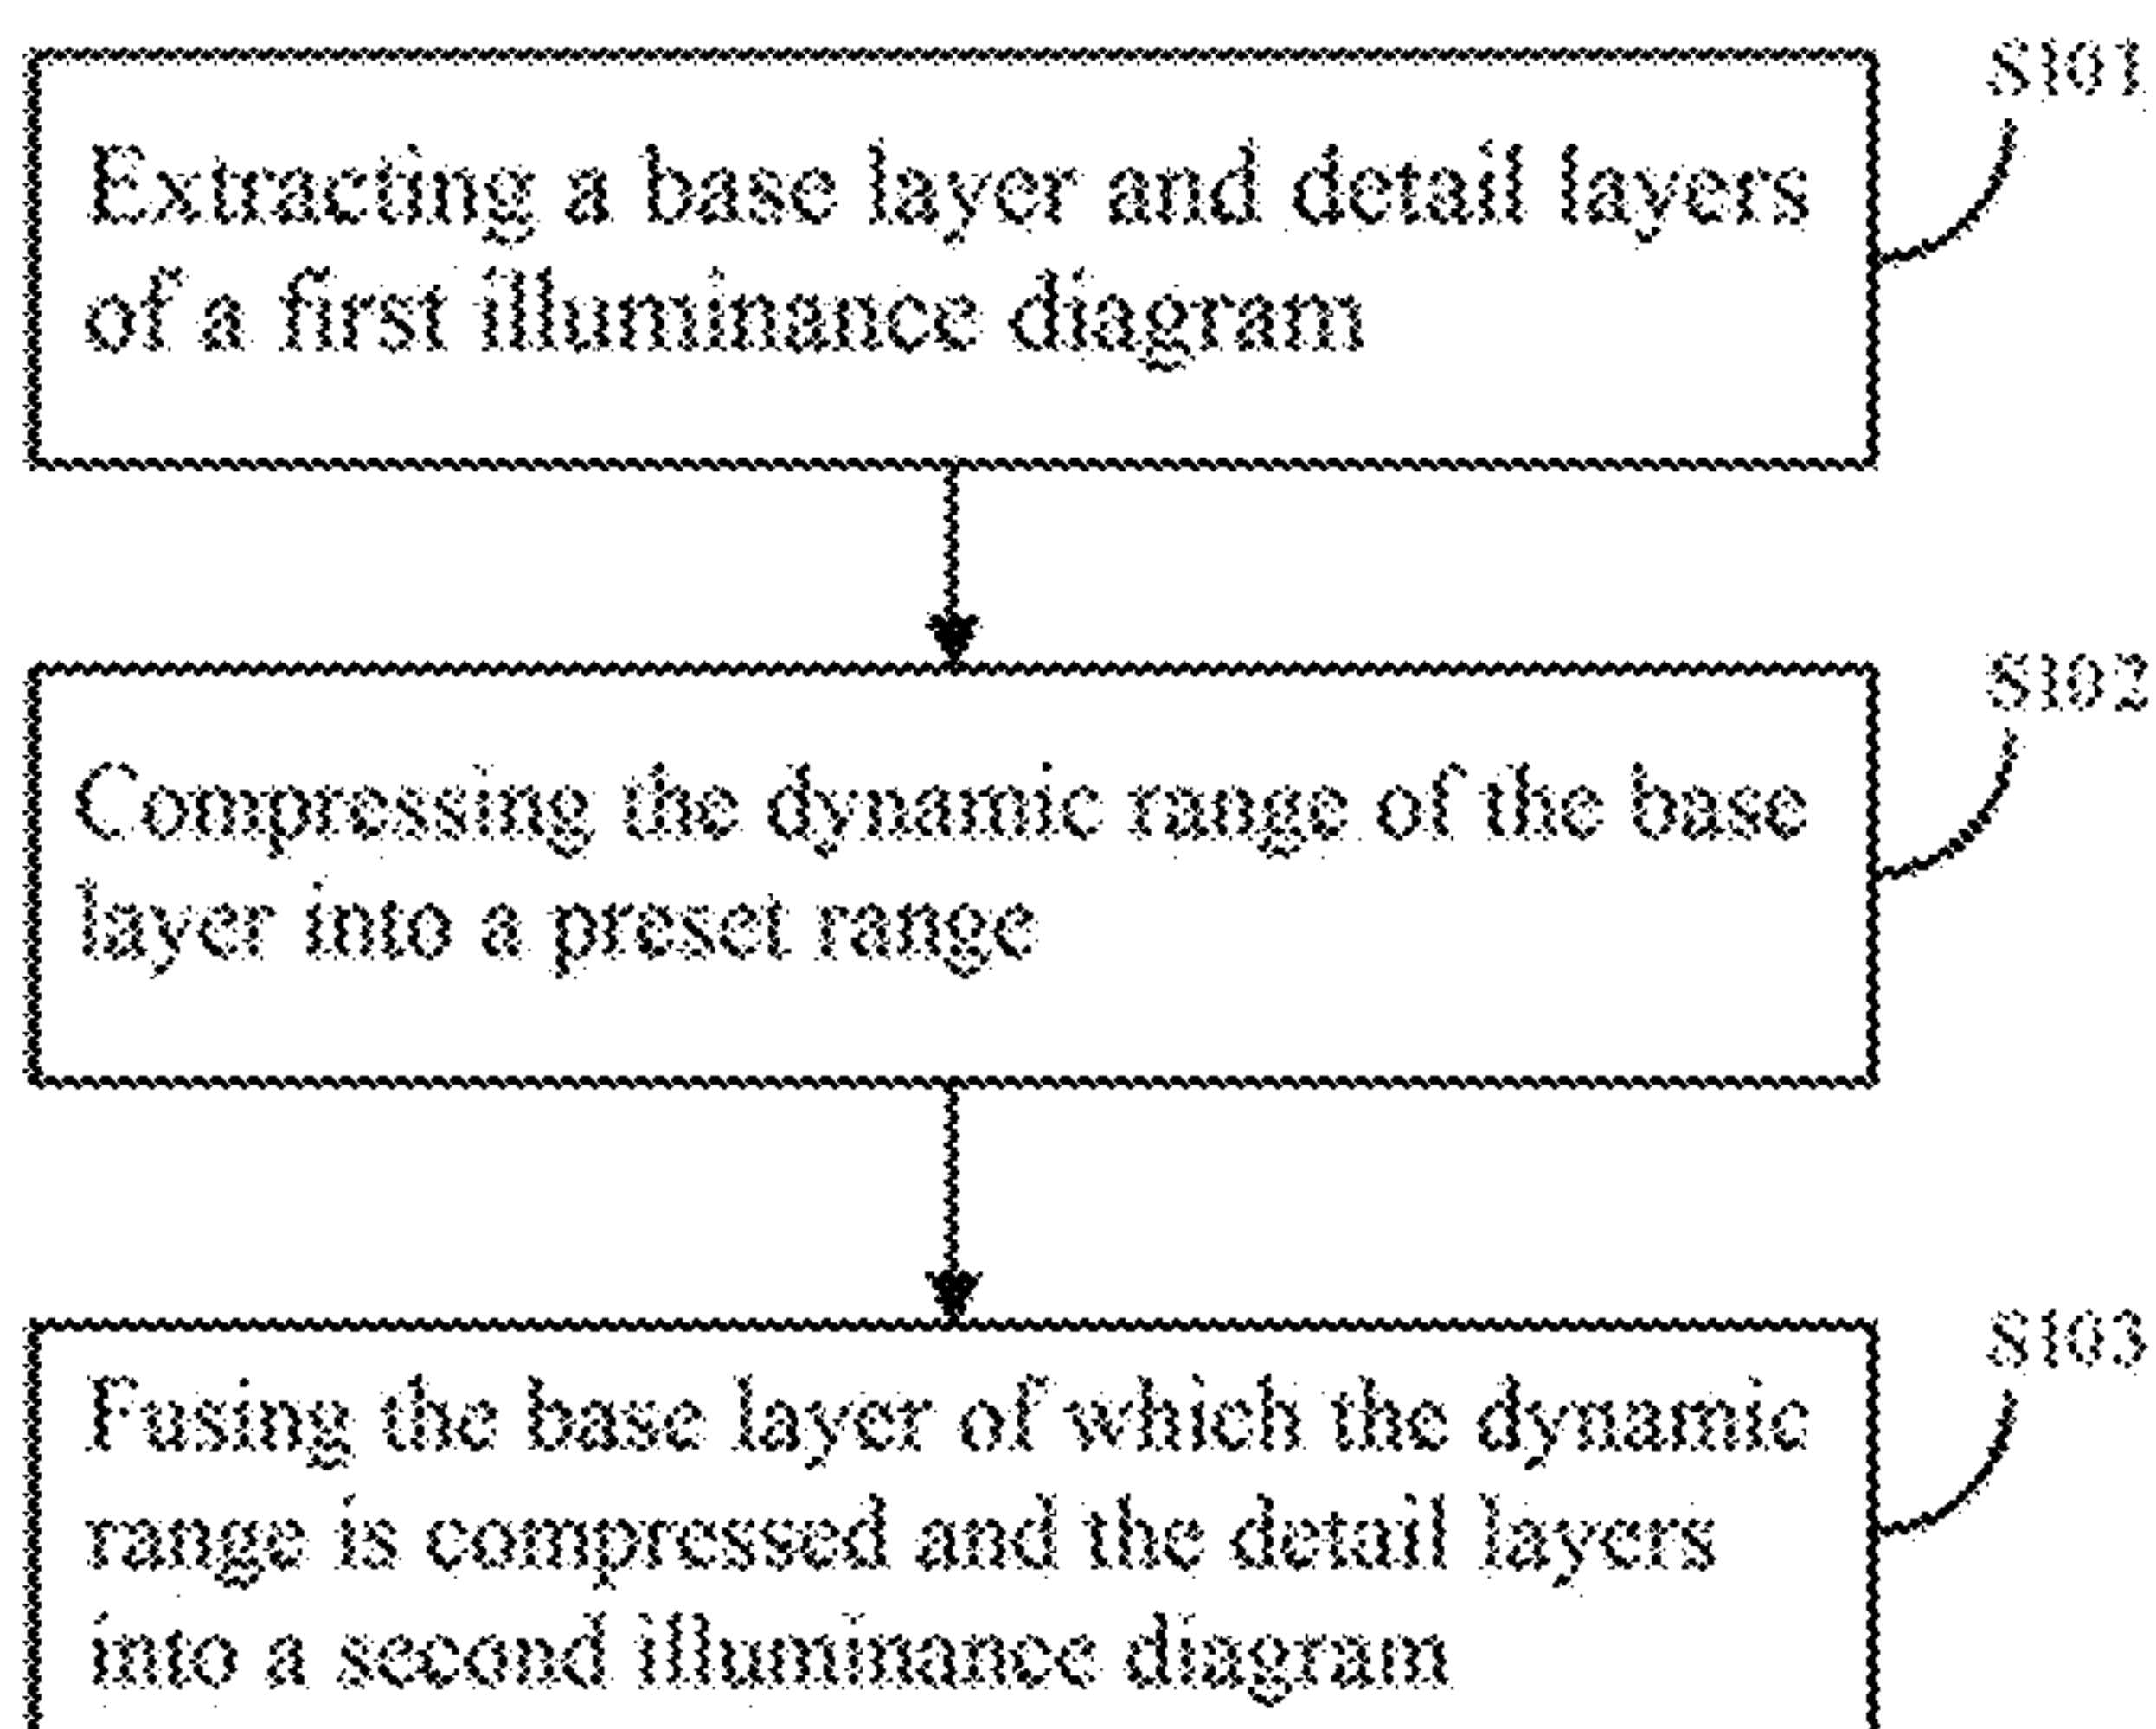 S101
Extracting a base layer and detail layers
of a first illuminance diagram
S102
Compressing the dynamic range of the base
layer into a preset range
S103
Fusing the base layer of which the dynamic
range is compressed and the detail layers
into a second illuminance diagram